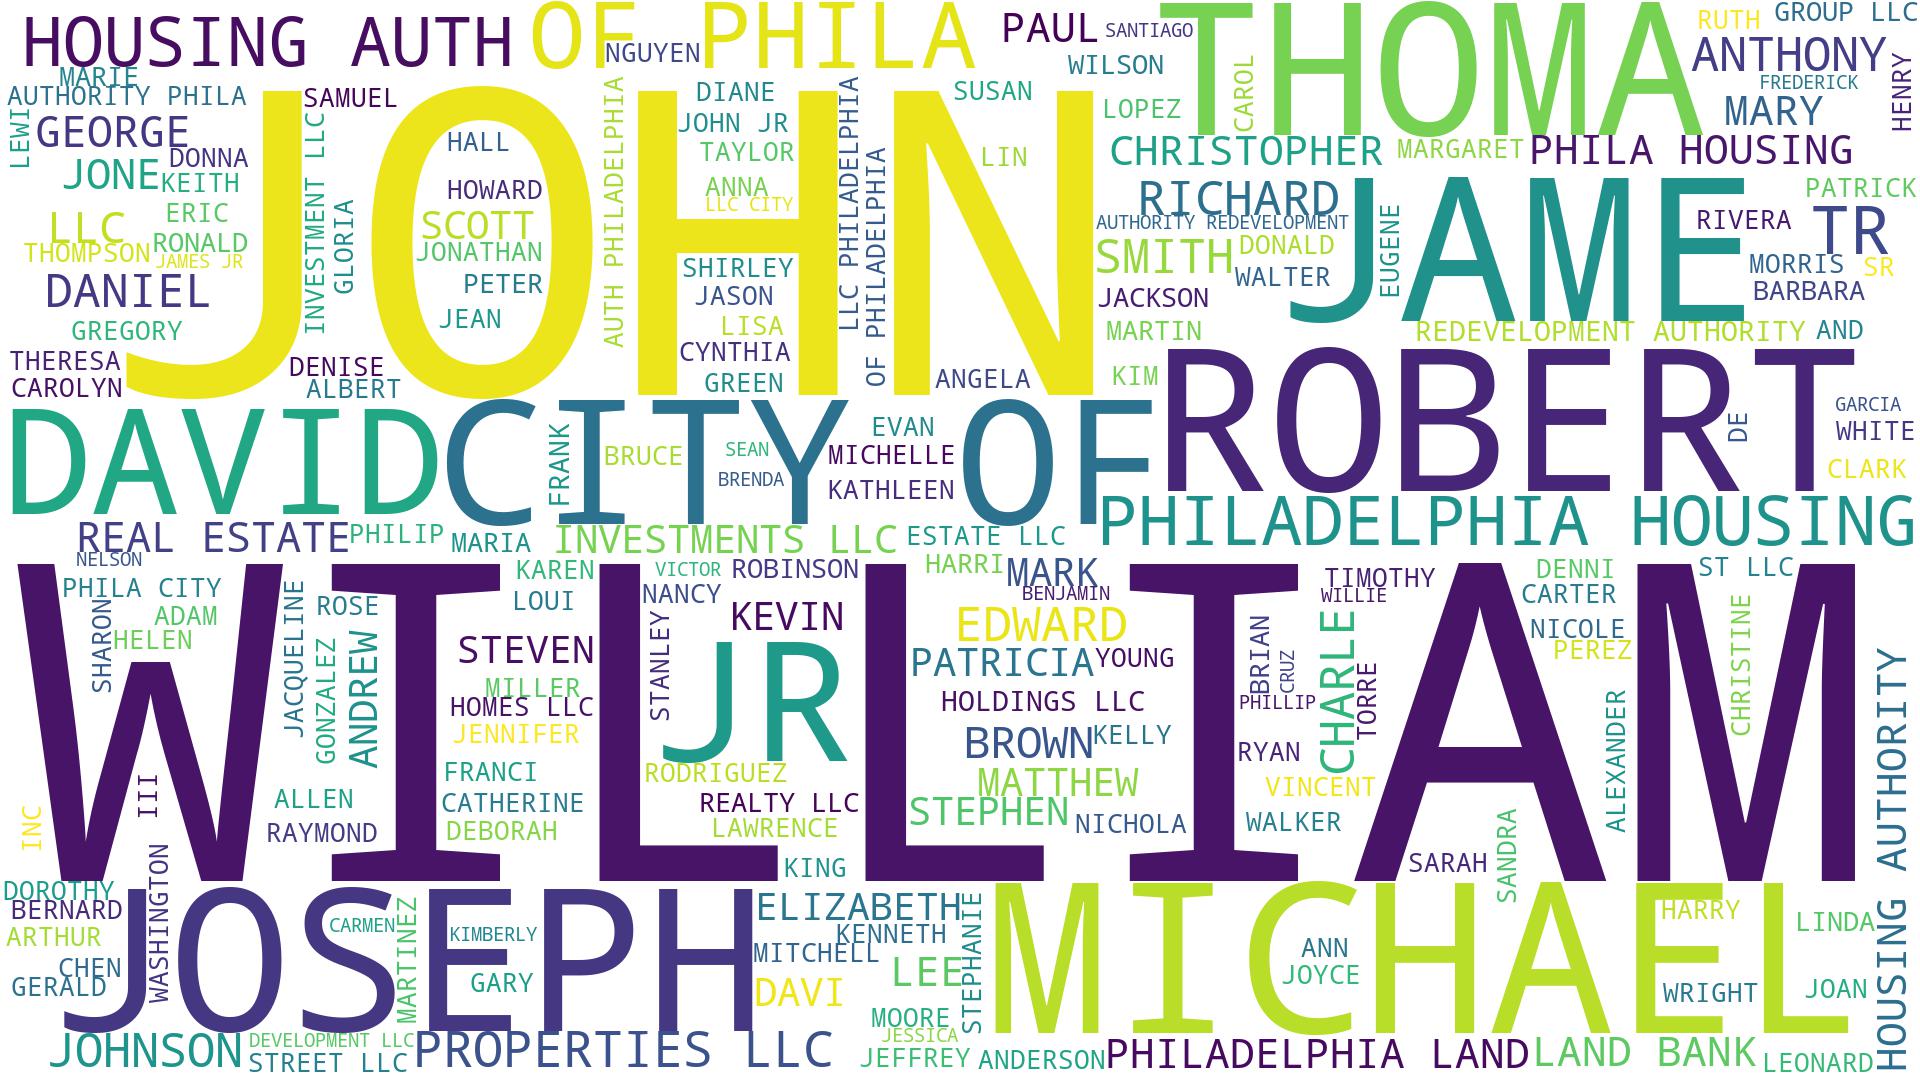 HOUSING AUTH
OF PHILA
NGUYEN
PAUL
SANTIAGO
WILSON
THOMA
CAROL
RUTH
GROUP LLC
ANTHONY
FREDERICK
HENRY
MARY
LOPEZ
MARIE
AUTHORITY PHILA
SAMUEL
LEWI
GEORGE
DONNA
JONE
KEITH
ERIC
LLC
RONALD
THOMPSON
JAMES JR
DANIEL
GREGORY
THERESA
CAROLYN
DENISE
ALBERT
INVESTMENT LLC
GLORIA
JOHN
HALL
HOWARD
SCOTT
JONATHAN
PETER
JEAN
AUTH PHILADELPHIA
DIANE
JOHN JR
TAYLOR
ANNA
LLC CITY
SHIRLEY
JASON
LISA
CYNTHIA
GREEN
LLC PHILADELPHIA
OF PHILADELPHIA
SUSAN
LIN
ANGELA
CHRISTOPHER
MARGARET
PHILA HOUSING
RICHARD
AUTHORITY REDEVELOPMENT
SMITH
DONALD
WALTER
JACKSON
MARTIN
KIM
EUGENE
JAME
PATRICK
RIVERA
TR
MORRIS
SR
BARBARA
REDEVELOPMENT AUTHORITY
AND
DAVID
CITY OF
FRANK
BRUCE
SEAN
BRENDA
EVAN
MICHELLE
KATHLEEN
ROBERT
DE
GARCIA
WHITE
CLARK
PHILADELPHIA HOUSING
REAL ESTATE
PHILIP
MARIA
INVESTMENTS LLC
ESTATE LLC
NELSON
PHILA CITY
ADAM
SHARON
HELEN
JACQUELINE
ROSE
GONZALEZ
ANDREW
KAREN
LOUI
VICTOR
ROBINSON
NANCY
STANLEY
KEVIN
STEVEN
MILLER
HOMES LLC
JENNIFER
JR
FRANCI
CATHERINE
DEBORAH
RODRIGUEZ
REALTY LLC
LAWRENCE
KING
HARRI
MARK
BENJAMIN
EDWARD
PATRICIA
YOUNG
HOLDINGS LLC
BROWN
KELLY
MATTHEW
STEPHEN
NICHOLA
TIMOTHY
WILLIE
BRIAN
CRUZ
PHILLIP
CHARLE
TORRE
RYAN
VINCENT
WALKER
DENNI
ST LLC
CARTER
NICOLE
PEREZ
ALEXANDER
CHRISTINE
SARAH
SANDRA
WILLIAM
INC
III
ALLEN
RAYMOND
HOUSING AUTHORITY
DOROTHY
BERNARD
ARTHUR
CHEN
GERALD
WASHINGTON
JOSEPH
CARMEN
MARTINEZ
KIMBERLY
GARY
ELIZABETH
KENNETH
MITCHELL
LEE
DAVI
STEPHANIE
MOORE
JESSICA
JEFFREY
MICHAEL
ANN
JOYCE
HARRY
LINDA
WRIGHT
JOAN
JOHNSON
DEVELOPMENT LLC
STREET LLC
PROPERTIES LLC
ANDERSON
PHILADELPHIA LAND
LAND BANK
LEONARD